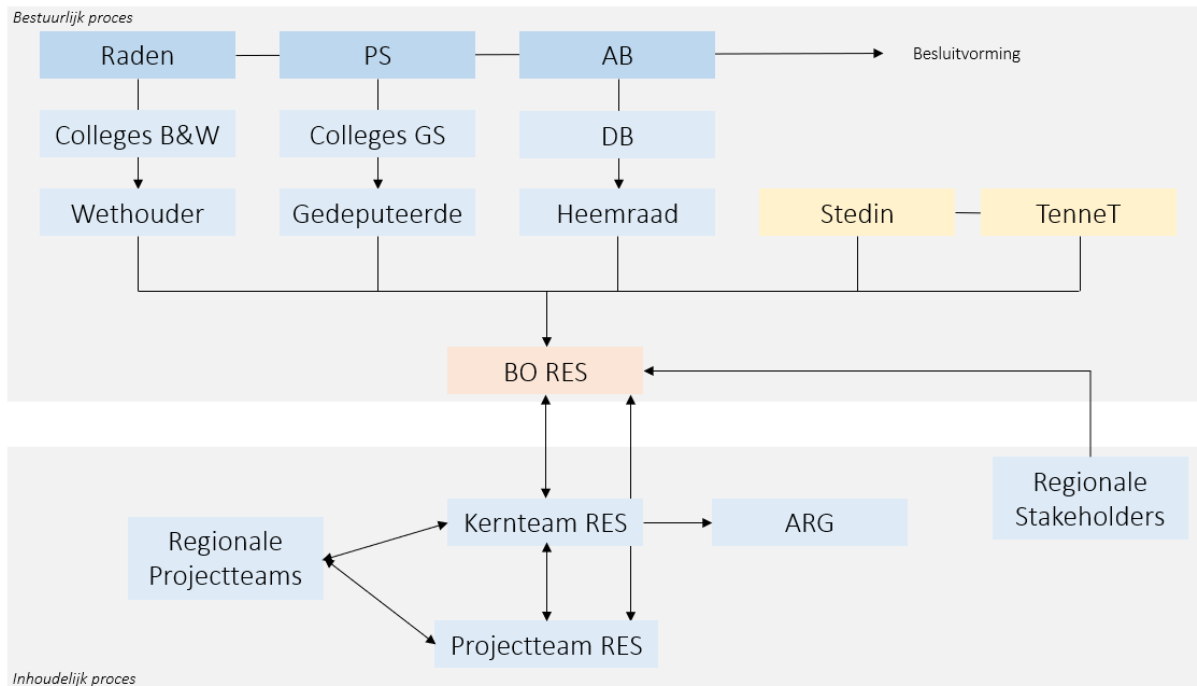 Bestuurlijk proces
Raden
PS
AB
Besluitvorming
Colleges B&W
Colleges GS
DB
Wethouder
Gedeputeerde
Heemraad
Stedin
TenneT
BO RES
Regionale
Stakeholders
Kernteam RES
ARG
Regionale
Projectteams
Projectteam RES
Inhoudelijk proces